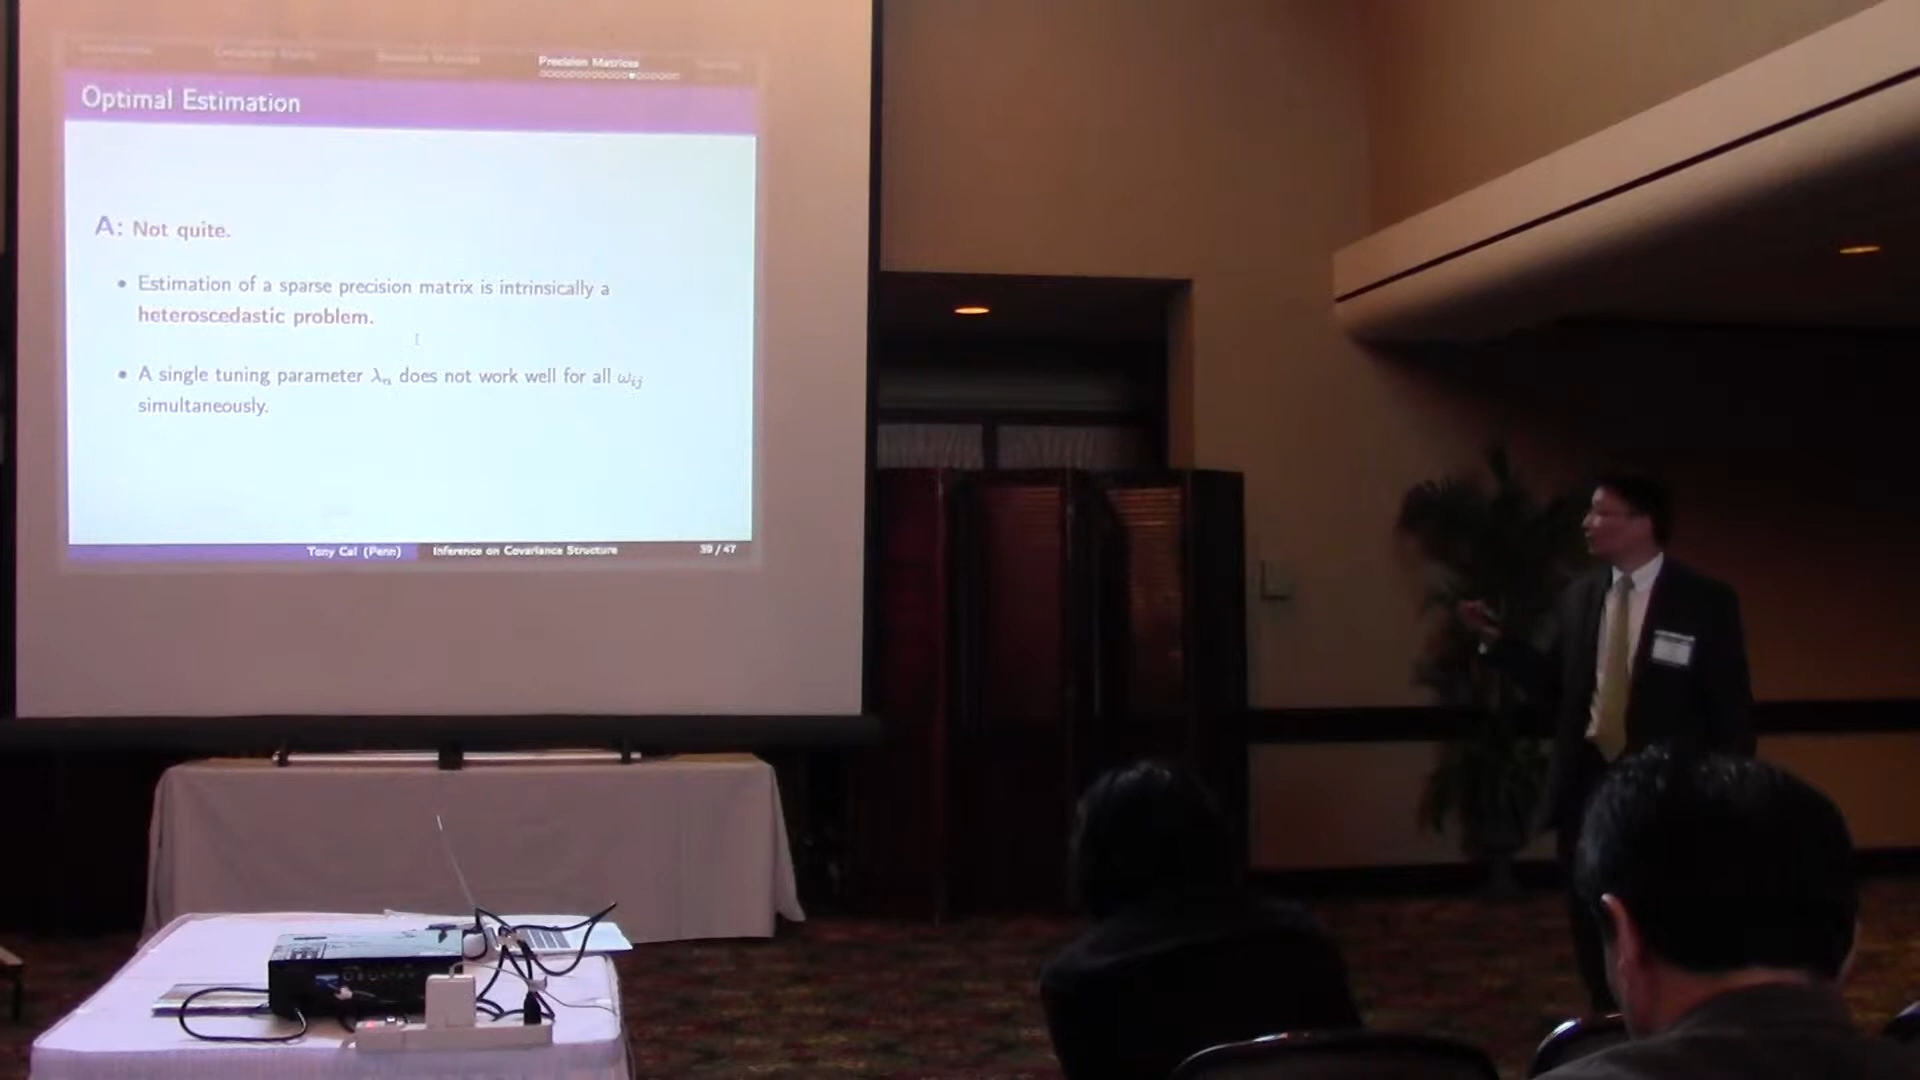 Precision Matrices
Optimal Estimation
A: Not quite.
• Estimation of a sparse precision matrix is intrinsically a
heteroscedastic problem.
• A single tuning parameter λₙ does not work well for all ωᵢⱼ
simultaneously.
Tony Cai (Penn) Inference on Covariance Structure 39 / 47